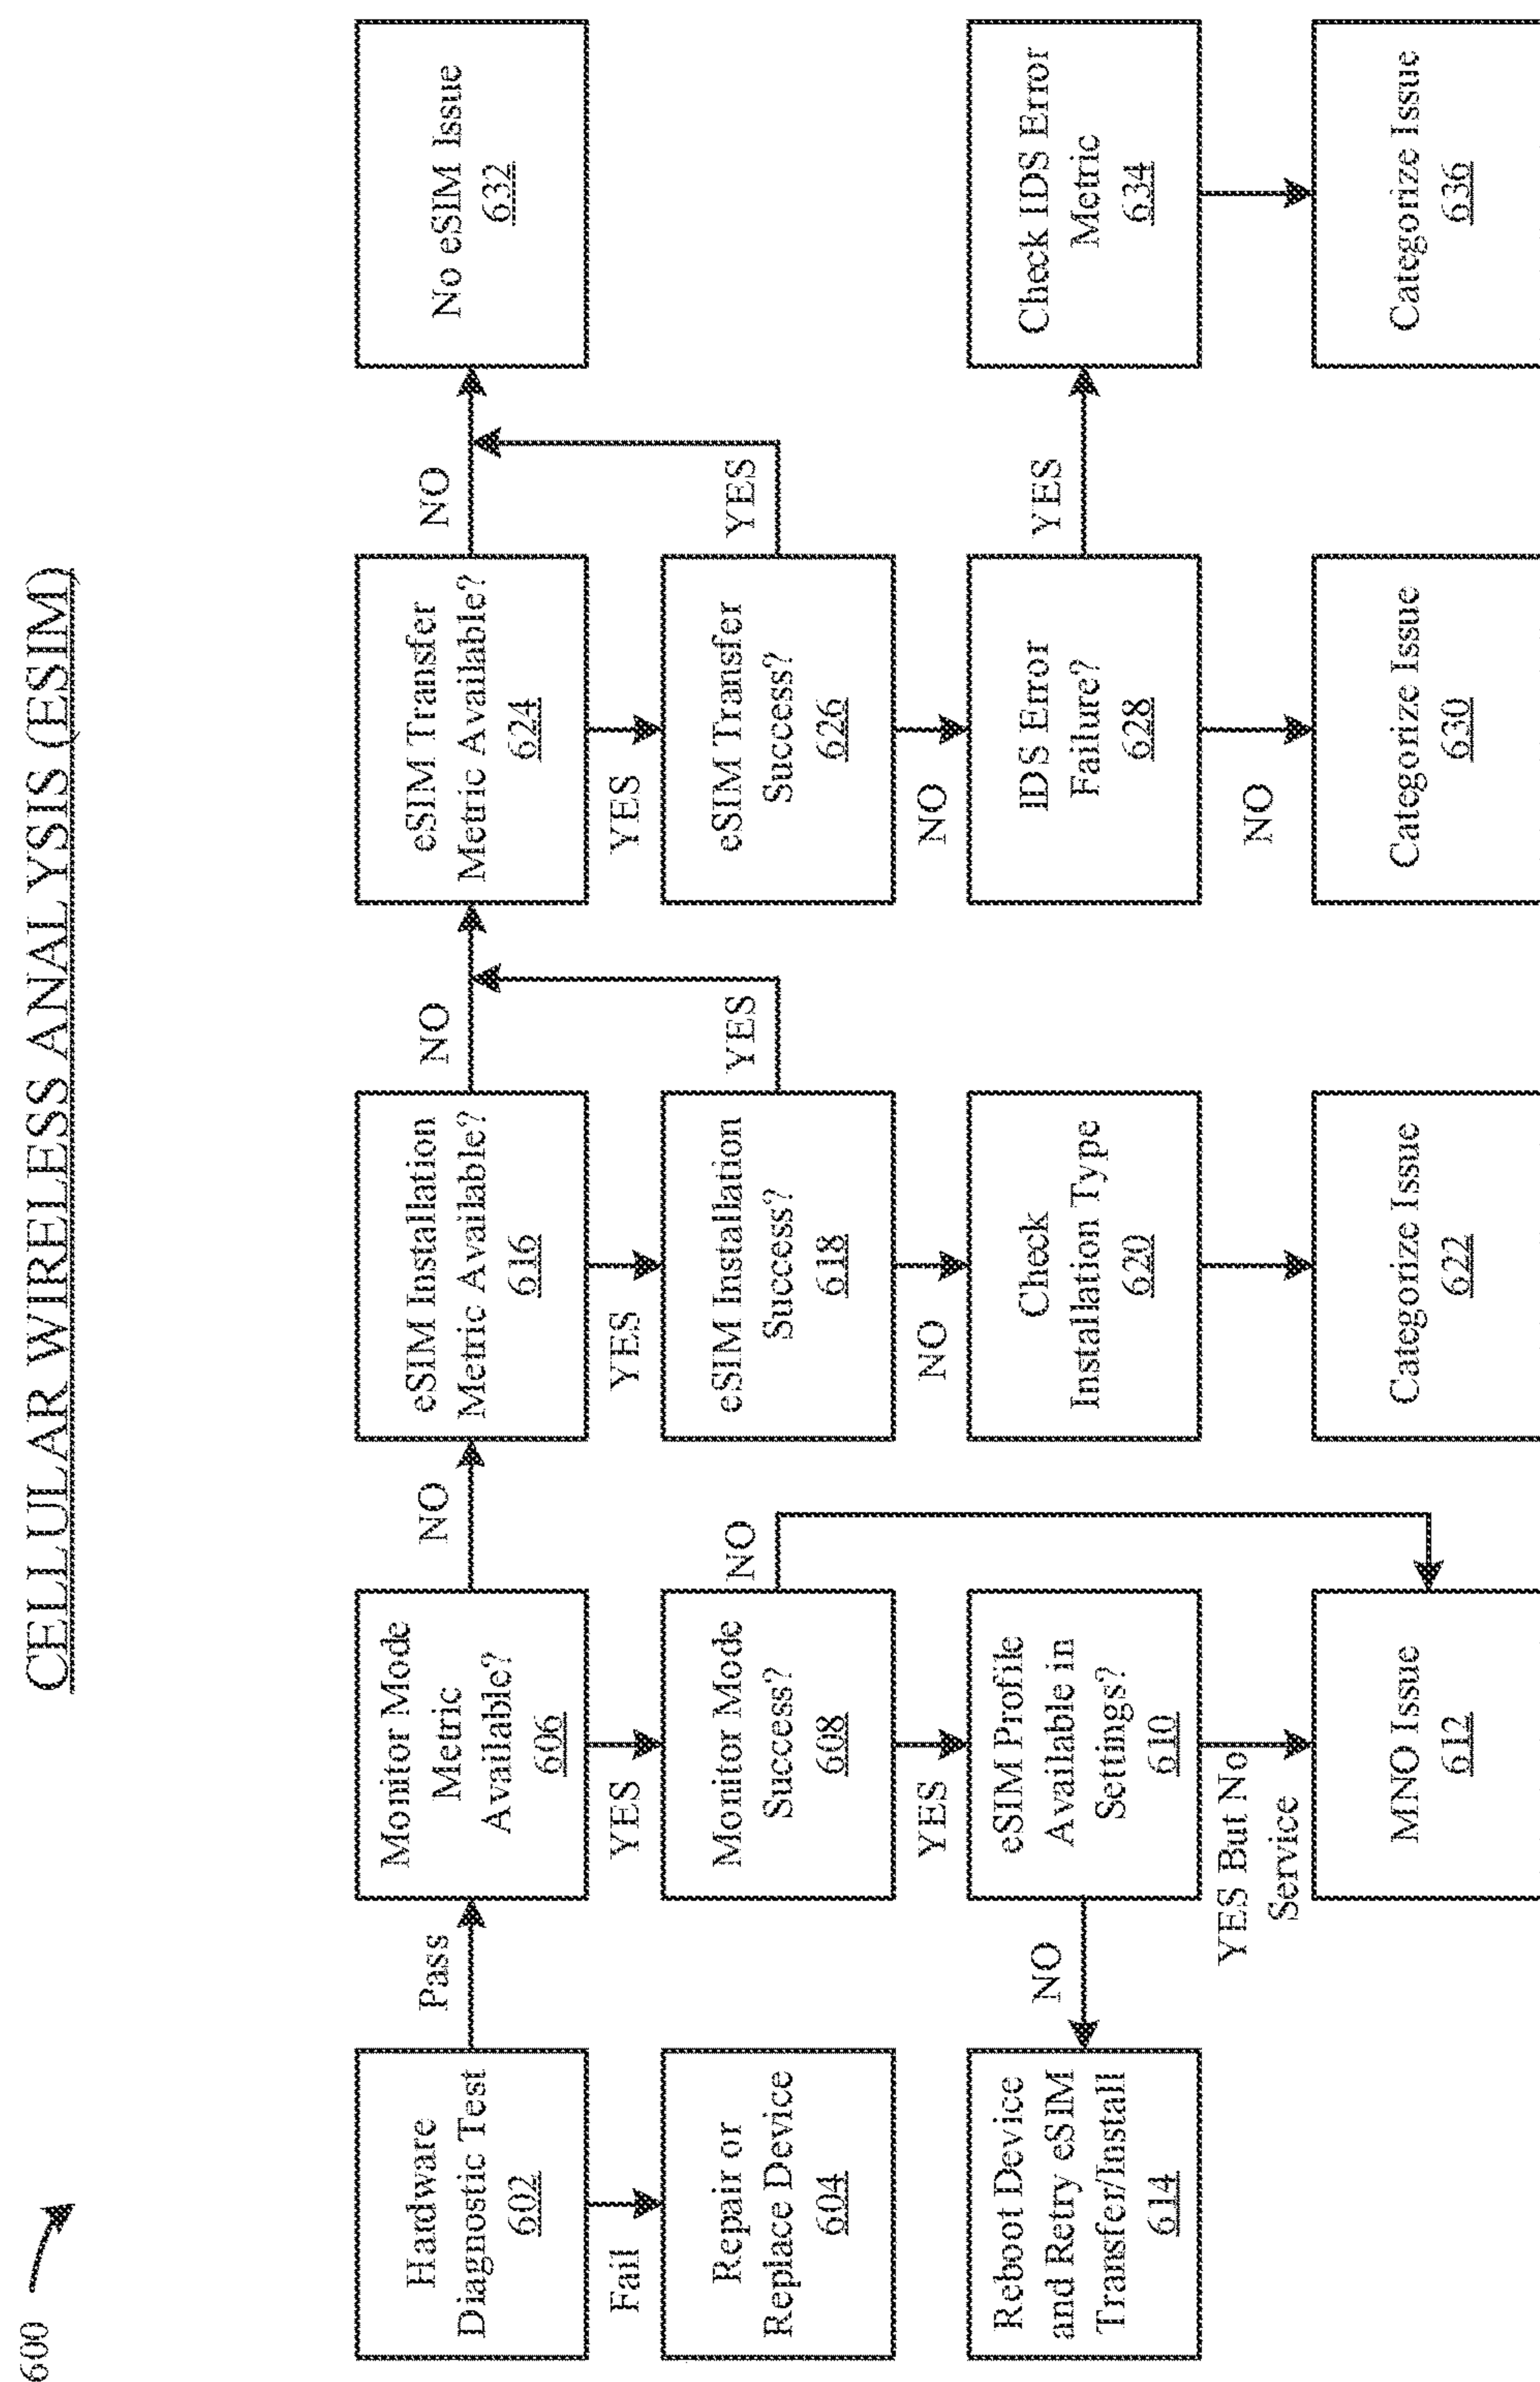 600
CELLULAR WIRELESS ANALYSIS (ESIM)
Hardware
Diagnostic Test
602
Pass
Fail
Repair or
Replace Device
604
Monitor Mode
Metric
Available?
606
NO
YES
Monitor Mode
Success?
608
NO
YES
eSIM Profile
Available in
Settings?
610
NO
YES But No
Service
MNO Issue
612
Reboot Device
and Retry eSIM
Transfer/Install
614
eSIM Installation
Metric Available?
616
NO
YES
eSIM Installation
Success?
618
YES
NO
Check
Installation Type
620
Categorize Issue
622
eSIM Transfer
Metric Available?
624
NO
YES
eSIM Transfer
Success?
626
YES
NO
IDS Error
Failure?
628
YES
NO
Categorize Issue
630
No eSIM Issue
632
Check IDS Error
Metric
634
Categorize Issue
636